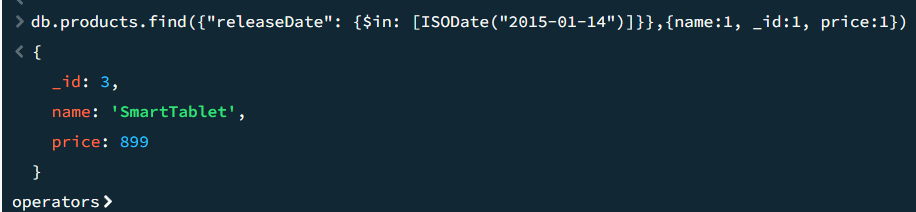 > db.products.find({"releaseDate": {$in: [ISODate("2015-01-14")]}},{name:1, _id:1, price:1})
< {
_id: 3,
name: 'SmartTablet',
price: 899
}
operators>